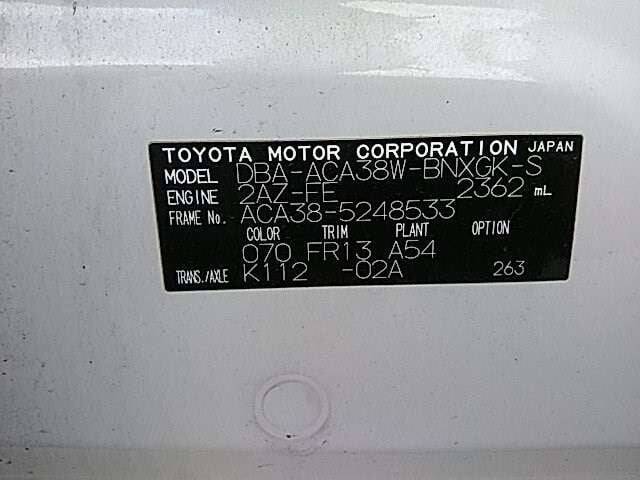 TOYOTA MOTOR CORPORATION JAPAN
MODEL DBA-ACA38W-BNXGK-S
ENGINE 2AZ-FE 2362 mL
FRAME No. ACA38-5248533
COLOR TRIM PLANT OPTION
070 FR13 A54
TRANS./AXLE K112 -02A 263